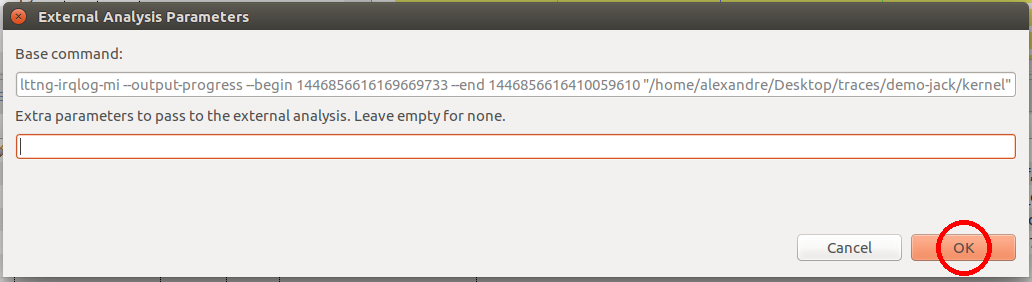 External Analysis Parameters
Base command:
lttng-irqlog-mi --output-progress --begin 1446856616169669733 --end 1446856616410059610 "/home/alexandre/Desktop/traces/demo-jack/kernel"
Extra parameters to pass to the external analysis. Leave empty for none.
Cancel
OK